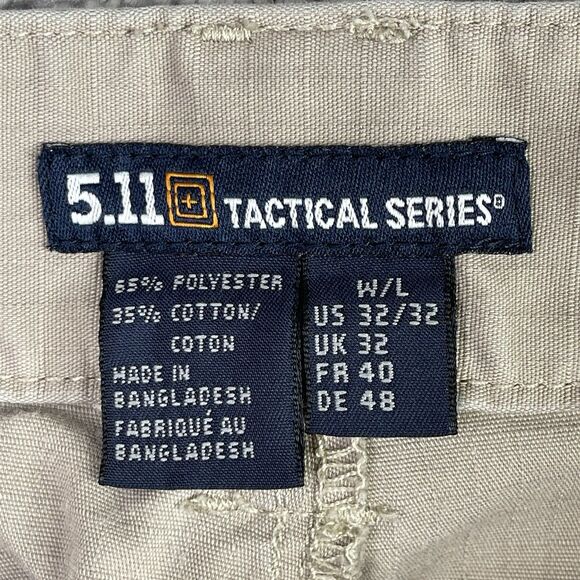 5.11 TACTICAL SERIES®
65% POLYESTER
35% COTTON/
COTON
MADE IN
BANGLADESH
FABRIQUÉ AU
BANGLADESH
W/L
US 32/32
UK 32
FR 40
DE 48